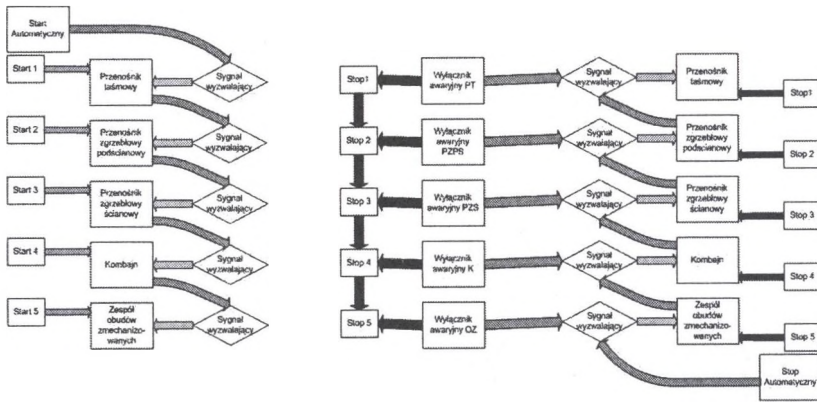 Start
Automatyczny
Start 1
Przenośnik
taśmowy
Sygnał
wyzwalający
Start 2
Przenośnik
zgrzebłowy
podścianowy
Sygnał
wyzwalający
Start 3
Przenośnik
zgrzebłowy
ścianowy
Sygnał
wyzwalający
Start 4
Kombajn
Sygnał
wyzwalający
Start 5
Zespół
obudów
zmechanizo-
wanych
Sygnał
wyzwalający
Stop1
Wyłącznik
awaryjny PT
Sygnał
wyzwalający
Przenośnik
taśmowy
Stop1
Stop 2
Wyłącznik
awaryjny
PZPS
Sygnał
wyzwalający
Przenośnik
zgrzebłowy
podścianowy
Stop 2
Stop 3
Wyłącznik
awaryjny PZS
Sygnał
wyzwalający
Przenośnik
zgrzebłowy
ścianowy
Stop 3
Stop 4
Wyłącznik
awaryjny K
Sygnał
wyzwalający
Kombajn
Stop 4
Stop 5
Wyłącznik
awaryjny OZ
Sygnał
wyzwalający
Zespół
obudów
zmechanizo-
wanych
Stop 5
Stop
Automatyczny